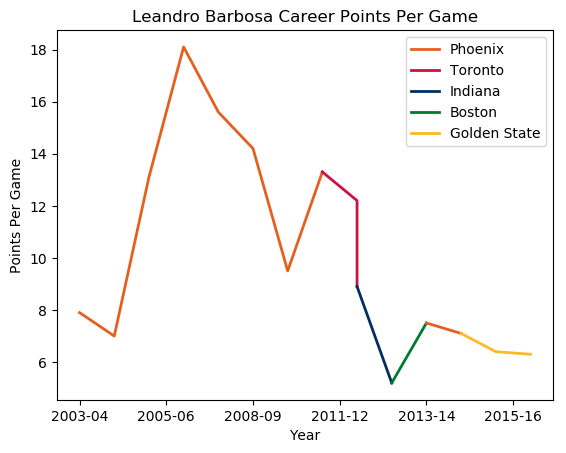 Leandro Barbosa Career Points Per Game
Phoenix
Toronto
Indiana
Boston
Golden State
Points Per Game
18
16
14
12
10
8
6
2003-04
2005-06
2008-09
2011-12
2013-14
2015-16
Year